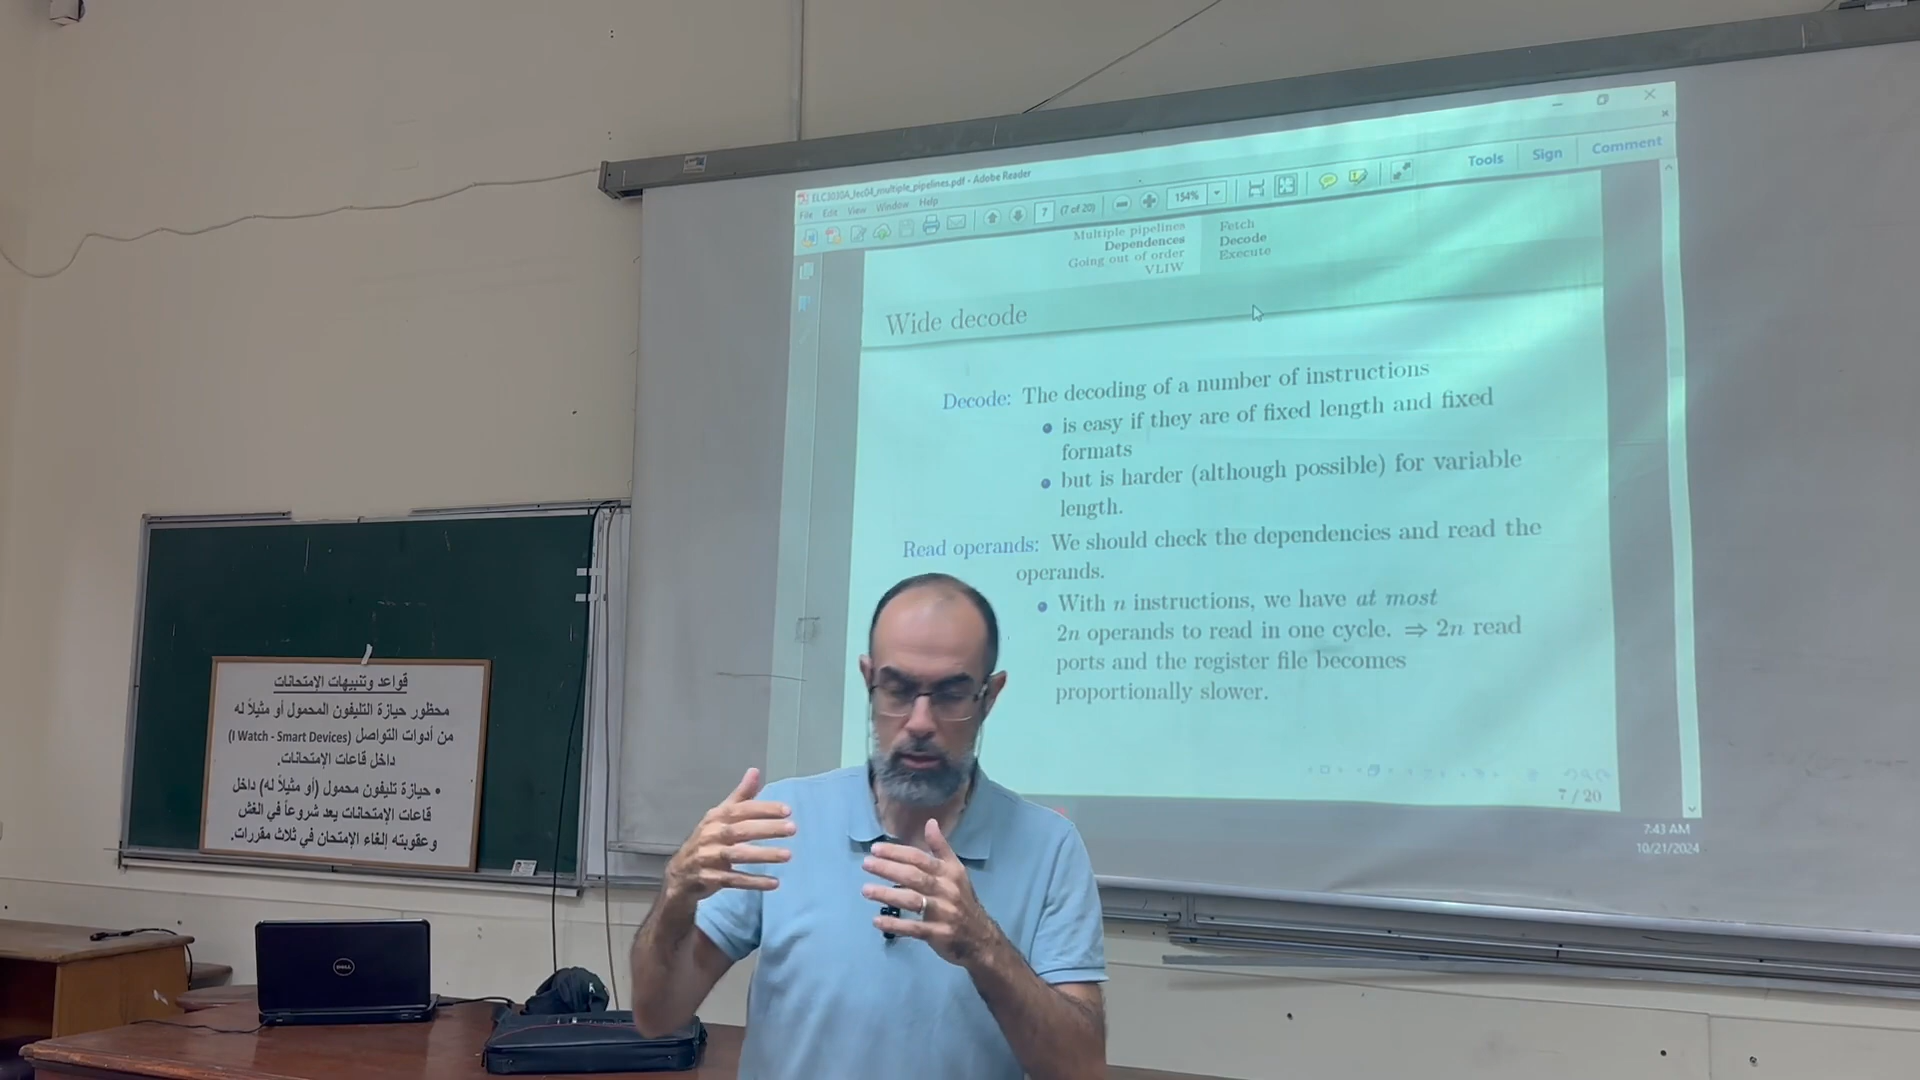 ELC3030A_lec04_multiple_pipelines.pdf - Adobe Reader
File Edit View Window Help
7 (7 of 20) 154%
Tools Sign Comment
Multiple pipelines
Dependences
Going out of order
VLIW
Fetch
Decode
Execute
Wide decode
Decode: The decoding of a number of instructions
is easy if they are of fixed length and fixed
formats
but is harder (although possible) for variable
length.
Read operands: We should check the dependencies and read the
operands.
With n instructions, we have at most
2n operands to read in one cycle. ⇒ 2n read
ports and the register file becomes
proportionally slower.
7 / 20
7:43 AM
10/21/2024
قواعد وتنبيهات الإمتحانات
محظور حيازة التليفون المحمول أو مثيلاً له
من أدوات التواصل (I Watch - Smart Devices)
داخل قاعات الإمتحانات.
• حيازة تليفون محمول (أو مثيلاً له) داخل
قاعات الإمتحانات يعد شروعاً في الغش
وعقوبته إلغاء الإمتحان في ثلاث مقررات.
DELL